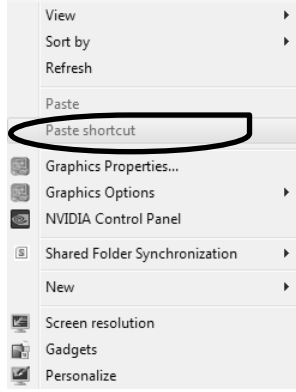 View
Sort by
Refresh
Paste
Paste shortcut
Graphics Properties...
Graphics Options
NVIDIA Control Panel
Shared Folder Synchronization
New
Screen resolution
Gadgets
Personalize